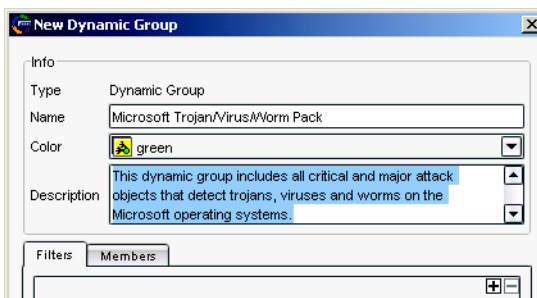 New Dynamic Group
Info
Type Dynamic Group
Name Microsoft Trojan/Virus/Worm Pack
Color green
Description This dynamic group includes all critical and major attack
objects that detect trojans, viruses and worms on the
Microsoft operating systems.
Filters Members